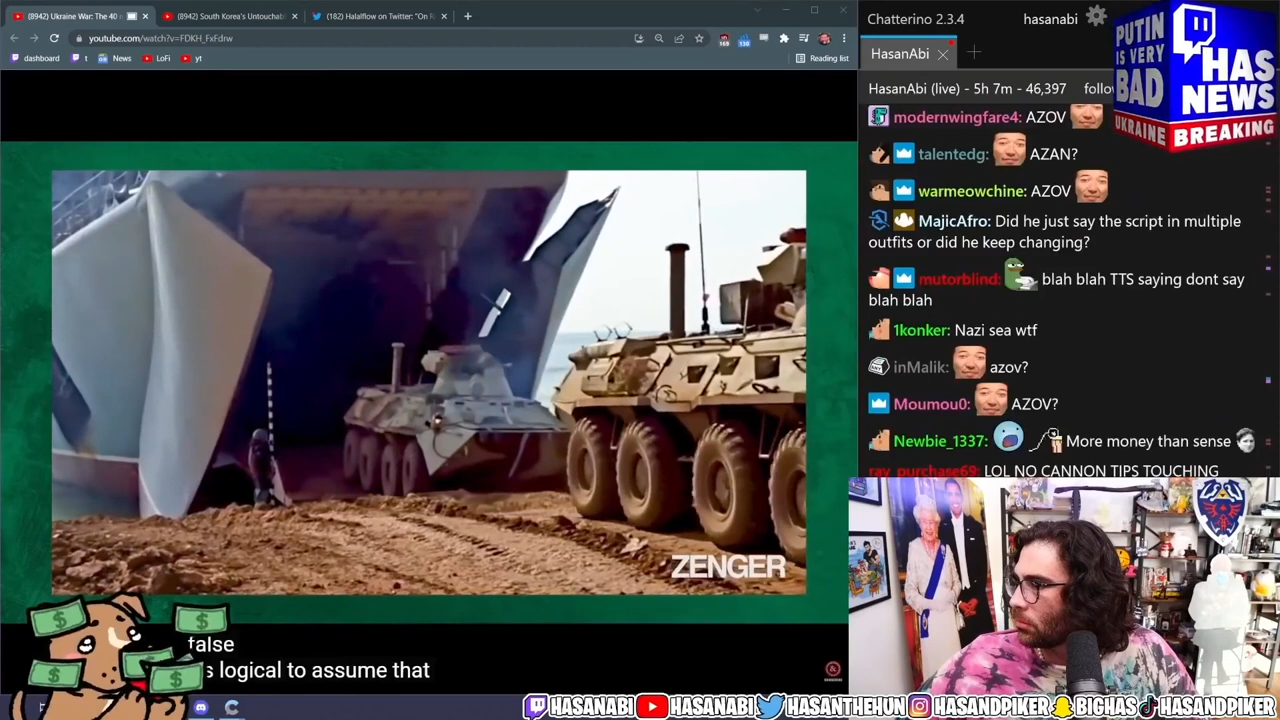 (8942) Ukraine War: The 40
(8942) South Korea's Untouchab
(182) Halalflow on Twitter: "On R
youtube.com/watch?v=FDKH_FxFdrw
169
130
dashboard
t
News
LoFi
yt
Reading list
ZENGER
false
s logical to assume that
Chatterino 2.3.4
hasanabi
HasanAbi
HasanAbi (live) - 5h 7m - 46,397
follo
PUTIN
IS VERY
BAD
HAS
NEWS
UKRAINE
BREAKING
modernwingfare4: AZOV
talentedg: AZAN?
warmeowchine: AZOV
MajicAfro: Did he just say the script in multiple
outfits or did he keep changing?
mutorblind: blah blah TTS saying dont say
blah blah
1konker: Nazi sea wtf
inMalik: azov?
Moumou0: AZOV?
Newbie_1337: More money than sense
ray_purchase69: LOL NO CANNON TIPS TOUCHING
HASANABI
HASANABI
HASANTHEHUN
HASANDPIKER
BIGHAS
HASANDPIKER